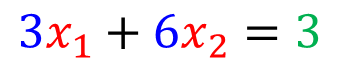 3x₁ + 6x₂ = 3